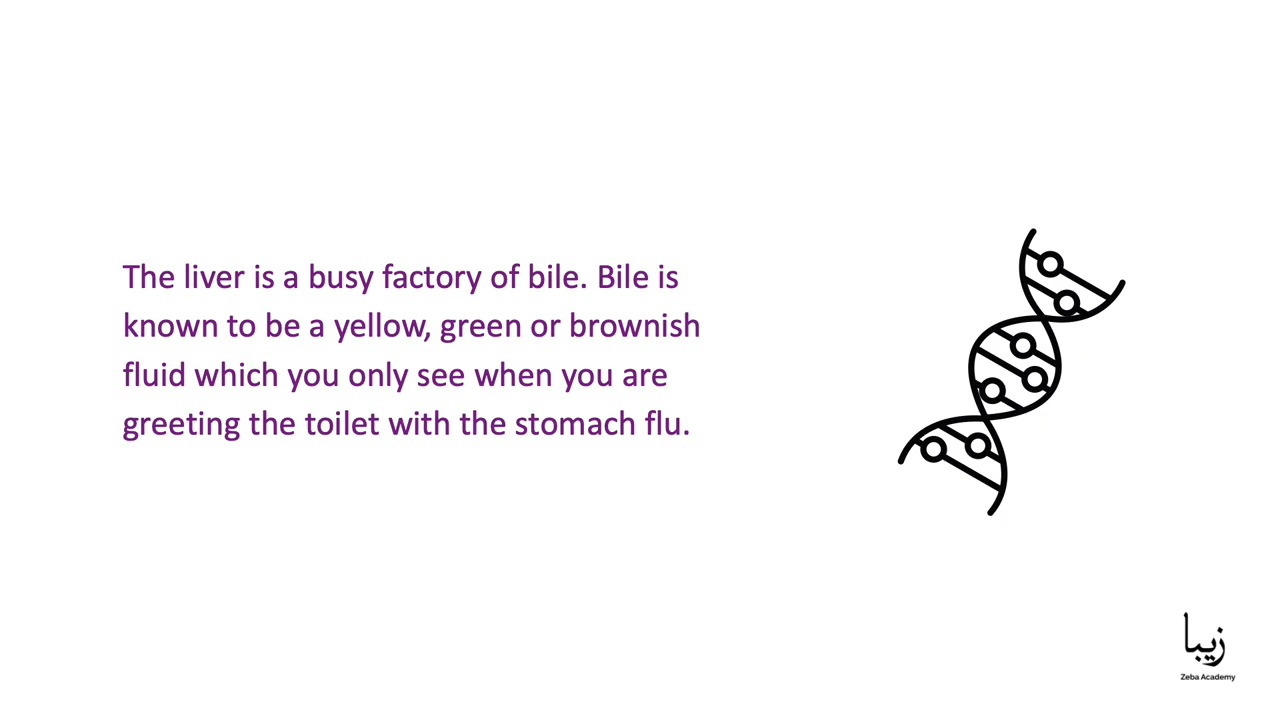 The liver is a busy factory of bile. Bile is
known to be a yellow, green or brownish
fluid which you only see when you are
greeting the toilet with the stomach flu.
زیبا
Zeba Academy